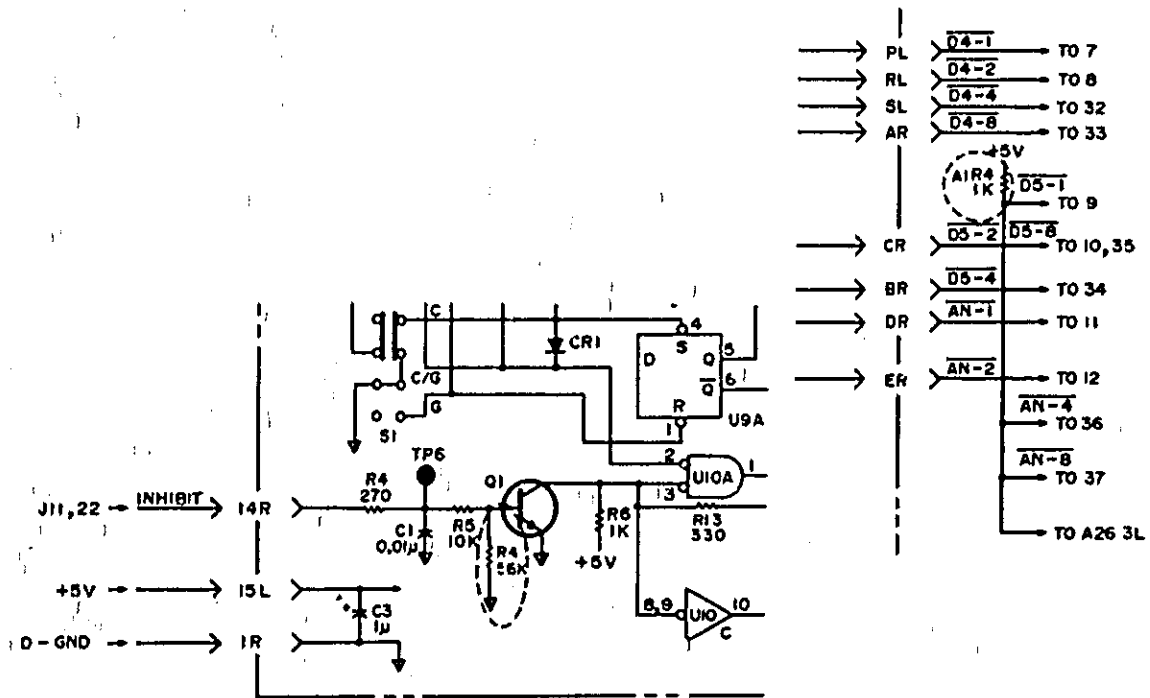 PL D4-1 TO 7
RL D4-2 TO 8
SL D4-4 TO 32
AR D4-8 TO 33
+5V
A1R4
1K
D5-1
TO 9
CR D5-2 D5-8 TO 10,35
BR D5-4 TO 34
DR AN-1 TO 11
ER AN-2 TO 12
AN-4
TO 36
AN-8
TO 37
TO A26 3L
C
C/G
G
S1
CR1
4
S
D Q 5
Q 6
R
1
U9A
2
3
U10A 1
TP6
Q1
J11,22 INHIBIT 14R
R4
270
C1
0.01μ
R5
10K
R4
56K
R6
1K
+5V
R13
330
8,9 U10 10
C
+5V 15L
C3
1μ
D-GND 1R